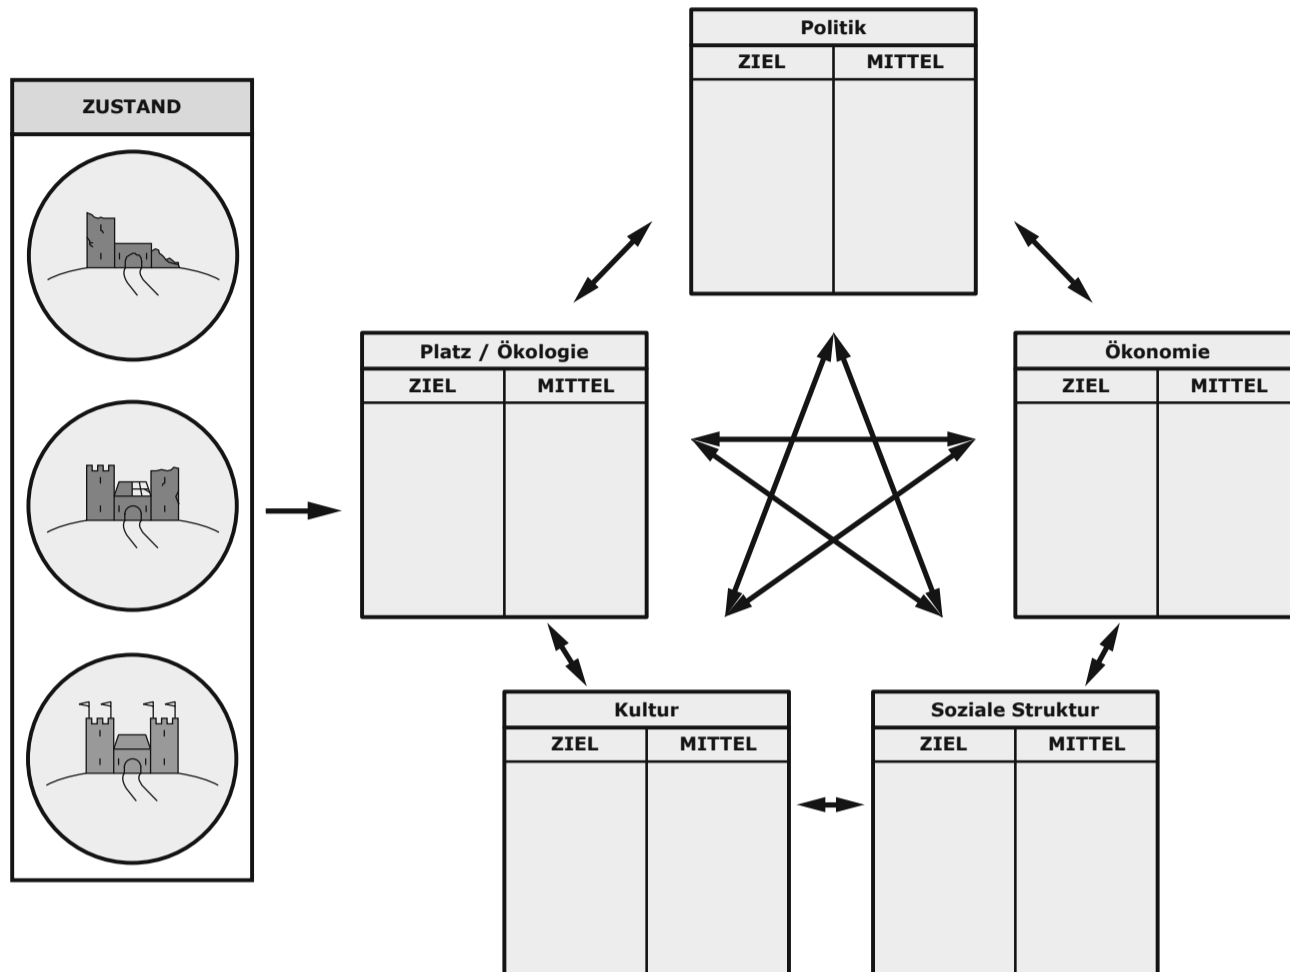 Politik
ZIEL MITTEL
ZUSTAND
Platz / Ökologie
ZIEL MITTEL
Ökonomie
ZIEL MITTEL
Kultur
ZIEL MITTEL
Soziale Struktur
ZIEL MITTEL